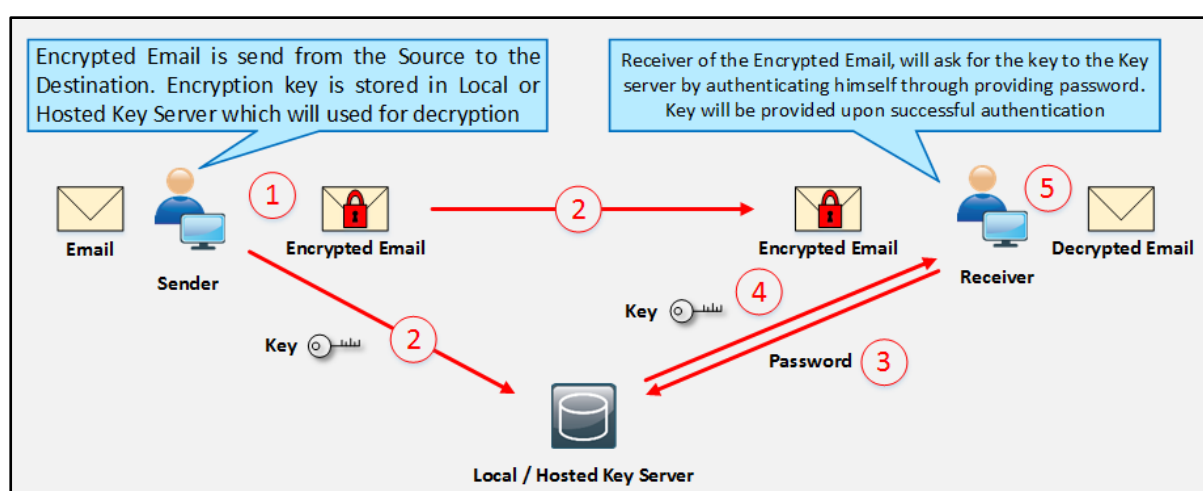 Encrypted Email is send from the Source to the
Destination. Encryption key is stored in Local or
Hosted Key Server which will used for decryption
Receiver of the Encrypted Email, will ask for the key to the Key
server by authenticating himself through providing password.
Key will be provided upon successful authentication
1
2
5
Email
Encrypted Email
Encrypted Email
Decrypted Email
Sender
Receiver
4
Key
Key
2
Password
3
Local / Hosted Key Server